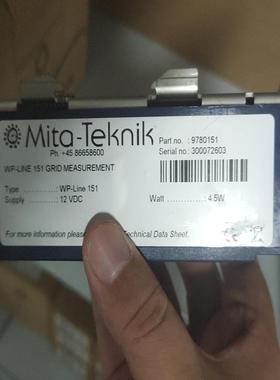 Mita-Teknik
Ph. +45 86658600
Part no. : 9780151
Serial no : 300072603
WP-LINE 151 GRID MEASUREMENT
Type ............. : WP-Line 151
Supply .......... : 12 VDC
Watt ............... : 4.5W
For more information please Technical Data Sheet.